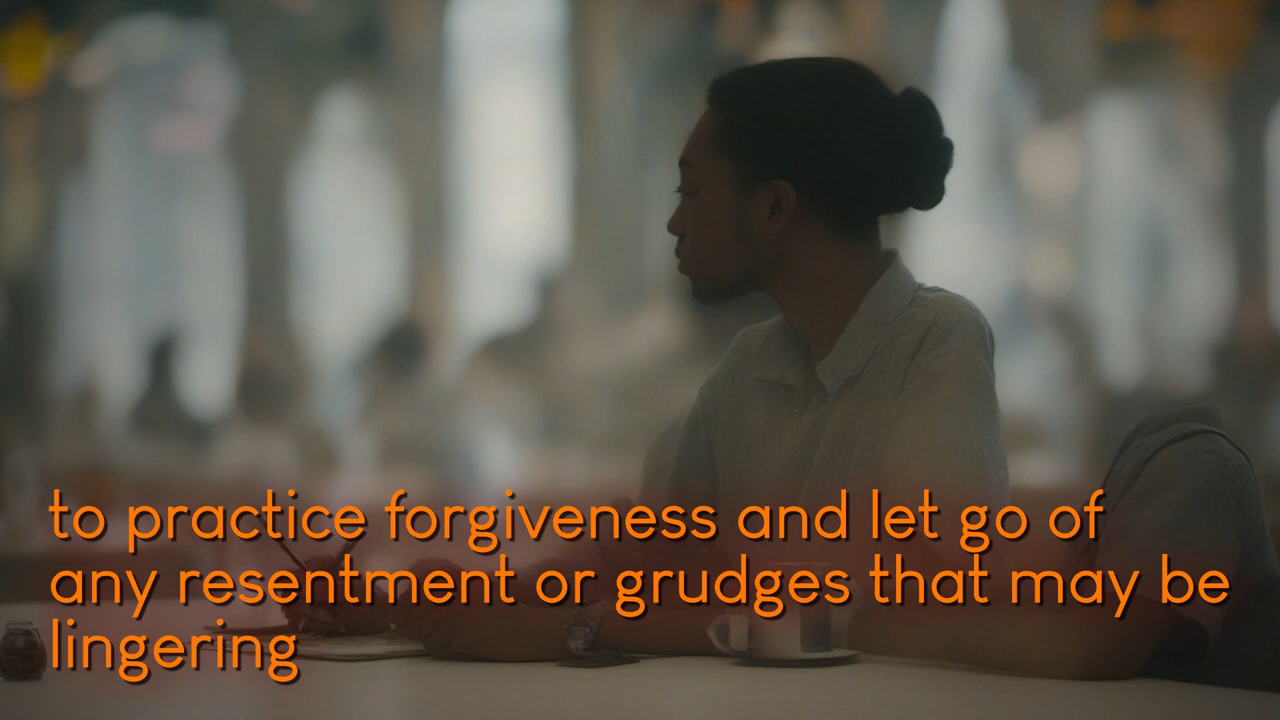 to practice forgiveness and let go of
any resentment or grudges that may be
lingering